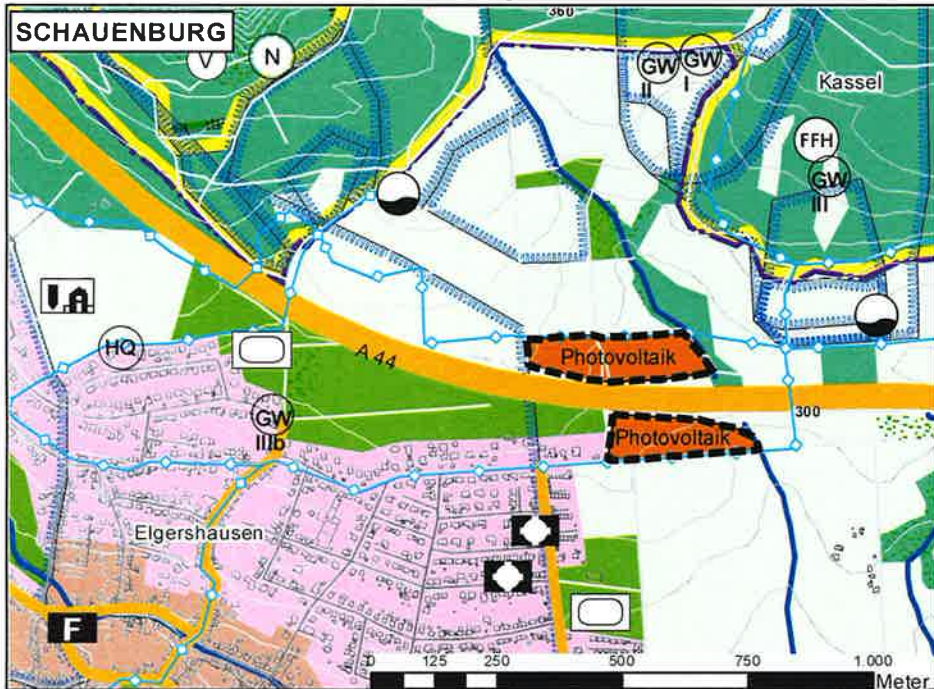 360
SCHAUENBURG
V
N
GW
II
GW
I
Kassel
FFH
GW
III
HQ
A 44
Photovoltaik
300
GW
IIIb
Photovoltaik
Elgershausen
F
0 125 250 500 750 1.000
Meter